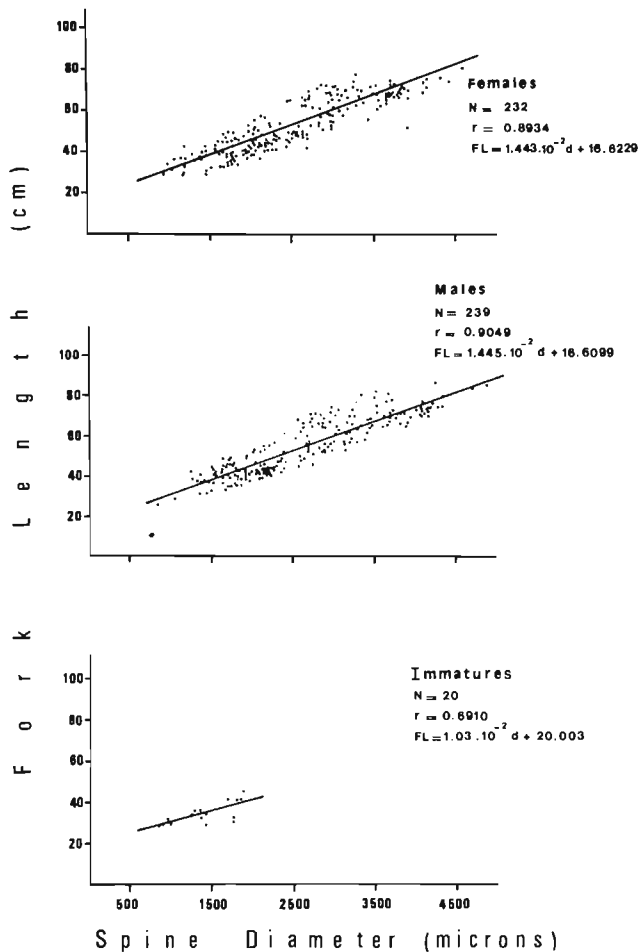 100
80
60
40
20
Females
N = 232
r = 0.8934
FL=1.443.10⁻² d + 16.6229
Males
N = 239
r = 0.9049
FL=1.445.10⁻² d + 16.6099
100
80
60
40
20
Immatures
N = 20
r = 0.6910
FL=1.03.10⁻² d + 20.003
100
80
60
40
20
500 1500 2500 3500 4500
Spine Diameter (microns)
Fork Length (cm)